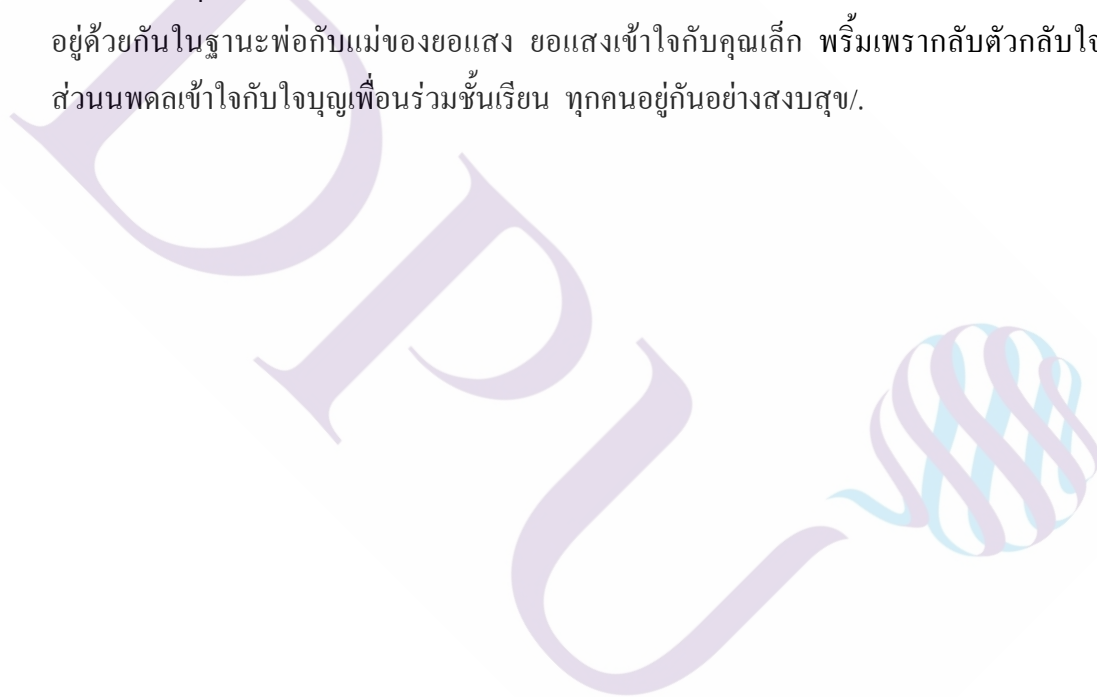 อยู่ด้วยกันในฐานะพ่อกับแม่ของยอแสง ยอแสงเข้าใจกับคุณเล็ก พริ้มเพรากลับตัวกลับใจ
ส่วนนพดลเข้าใจกับใจบุญเพื่อนร่วมชั้นเรียน ทุกคนอยู่กันอย่างสงบสุข/.
DPU